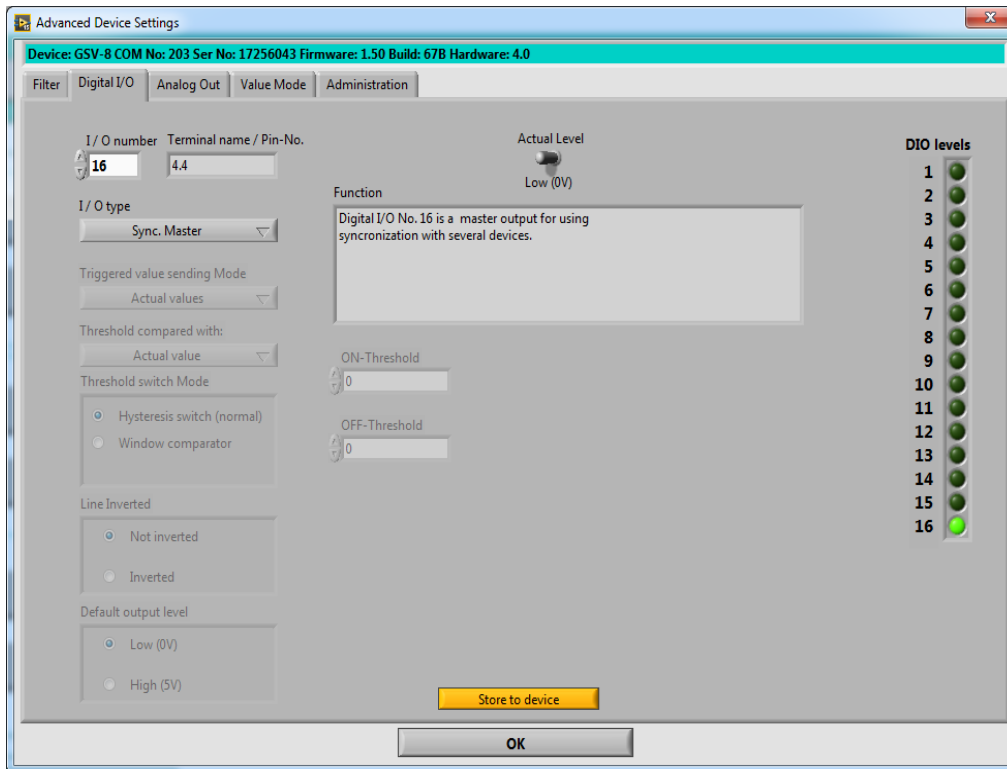 Advanced Device Settings
X
Device: GSV-8 COM No: 203 Ser No: 17256043 Firmware: 1.50 Build: 67B Hardware: 4.0
Filter Digital I/O Analog Out Value Mode Administration
I / O number Terminal name / Pin-No.
16 4.4
I / O type
Sync. Master
Triggered value sending Mode
Actual values
Threshold compared with:
Actual value
Threshold switch Mode
Hysteresis switch (normal)
Window comparator
Line Inverted
Not inverted
Inverted
Default output level
Low (0V)
High (5V)
Actual Level
Low (0V)
Function
Digital I/O No. 16 is a  master output for using
syncronization with several devices.
ON-Threshold
0
OFF-Threshold
0
DIO levels
1
2
3
4
5
6
7
8
9
10
11
12
13
14
15
16
Store to device
OK